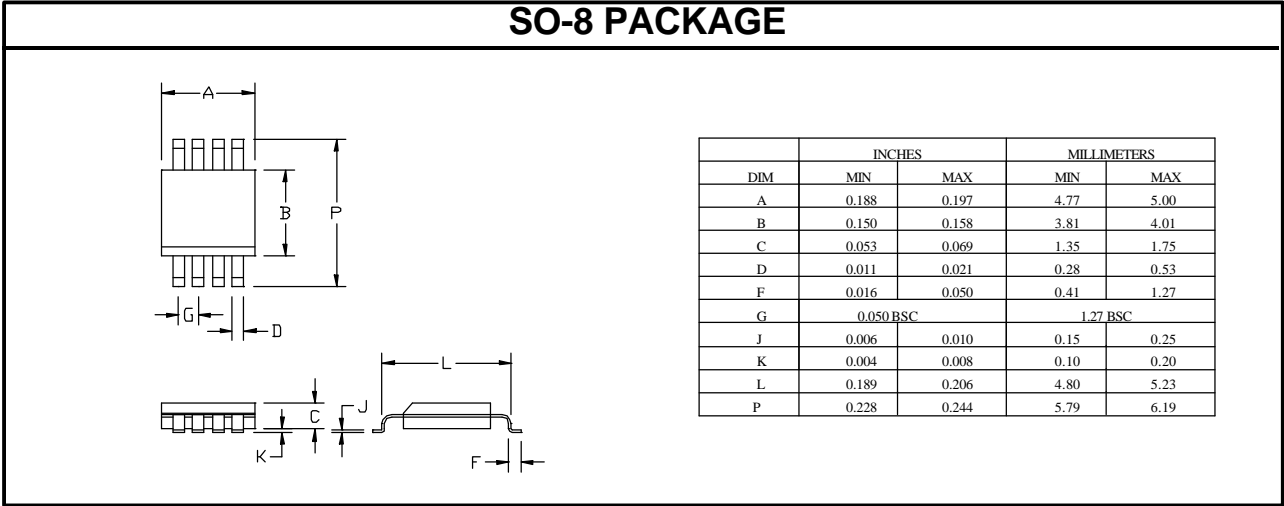 SO-8 PACKAGE
A
B
P
G
D
L
J
C
K
F
INCHES MILLIMETERS
DIM MIN MAX MIN MAX
A 0.188 0.197 4.77 5.00
B 0.150 0.158 3.81 4.01
C 0.053 0.069 1.35 1.75
D 0.011 0.021 0.28 0.53
F 0.016 0.050 0.41 1.27
G 0.050 BSC 1.27 BSC
J 0.006 0.010 0.15 0.25
K 0.004 0.008 0.10 0.20
L 0.189 0.206 4.80 5.23
P 0.228 0.244 5.79 6.19